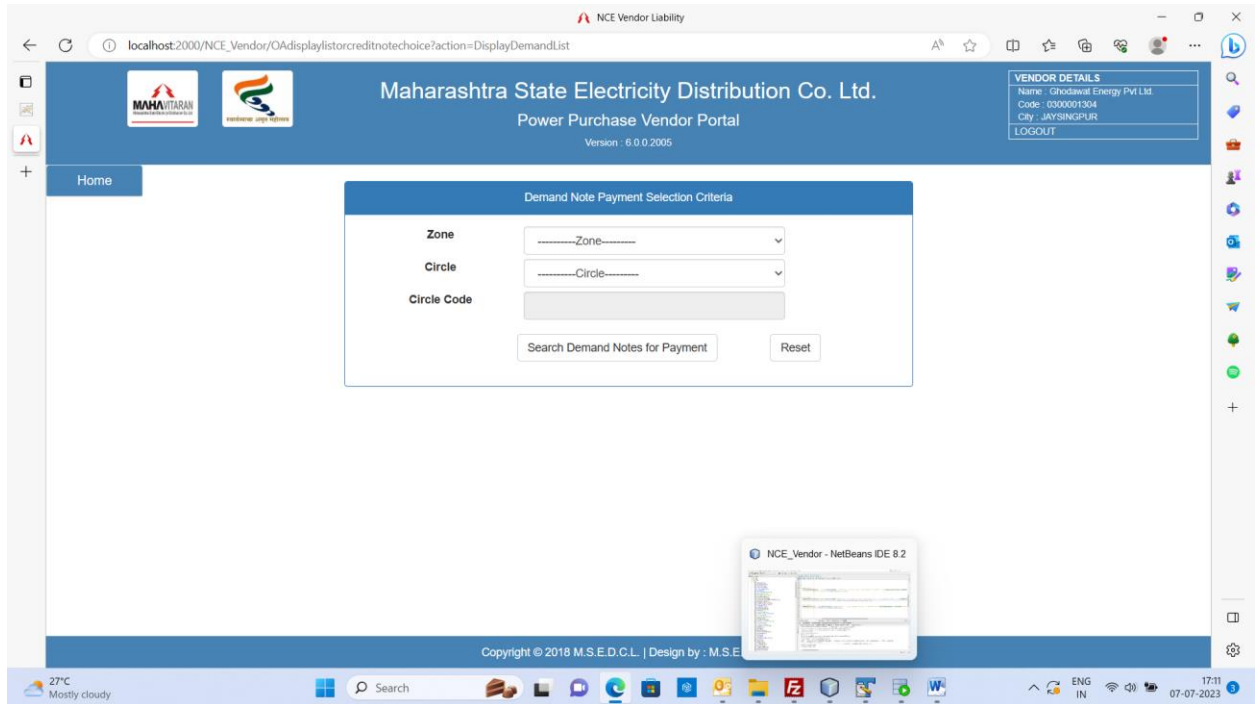 NCE Vendor Liability
localhost:2000/NCE_Vendor/OAdisplaylistorcreditnotechoice?action=DisplayDemandList
MAHAVITARAN
Maharashtra State Electricity Distribution Co. Ltd.
Power Purchase Vendor Portal
Version : 6.0.0.2005
VENDOR DETAILS
Name : Ghodawat Energy Pvt Ltd.
Code : 0300001304
City : JAYSINGPUR
LOGOUT
Home
Demand Note Payment Selection Criteria
Zone
----------Zone---------
Circle
----------Circle---------
Circle Code
Search Demand Notes for Payment
Reset
NCE_Vendor - NetBeans IDE 8.2
Copyright © 2018 M.S.E.D.C.L. | Design by : M.S.E
27°C
Mostly cloudy
Search
ENG
IN
17:11
07-07-2023
3